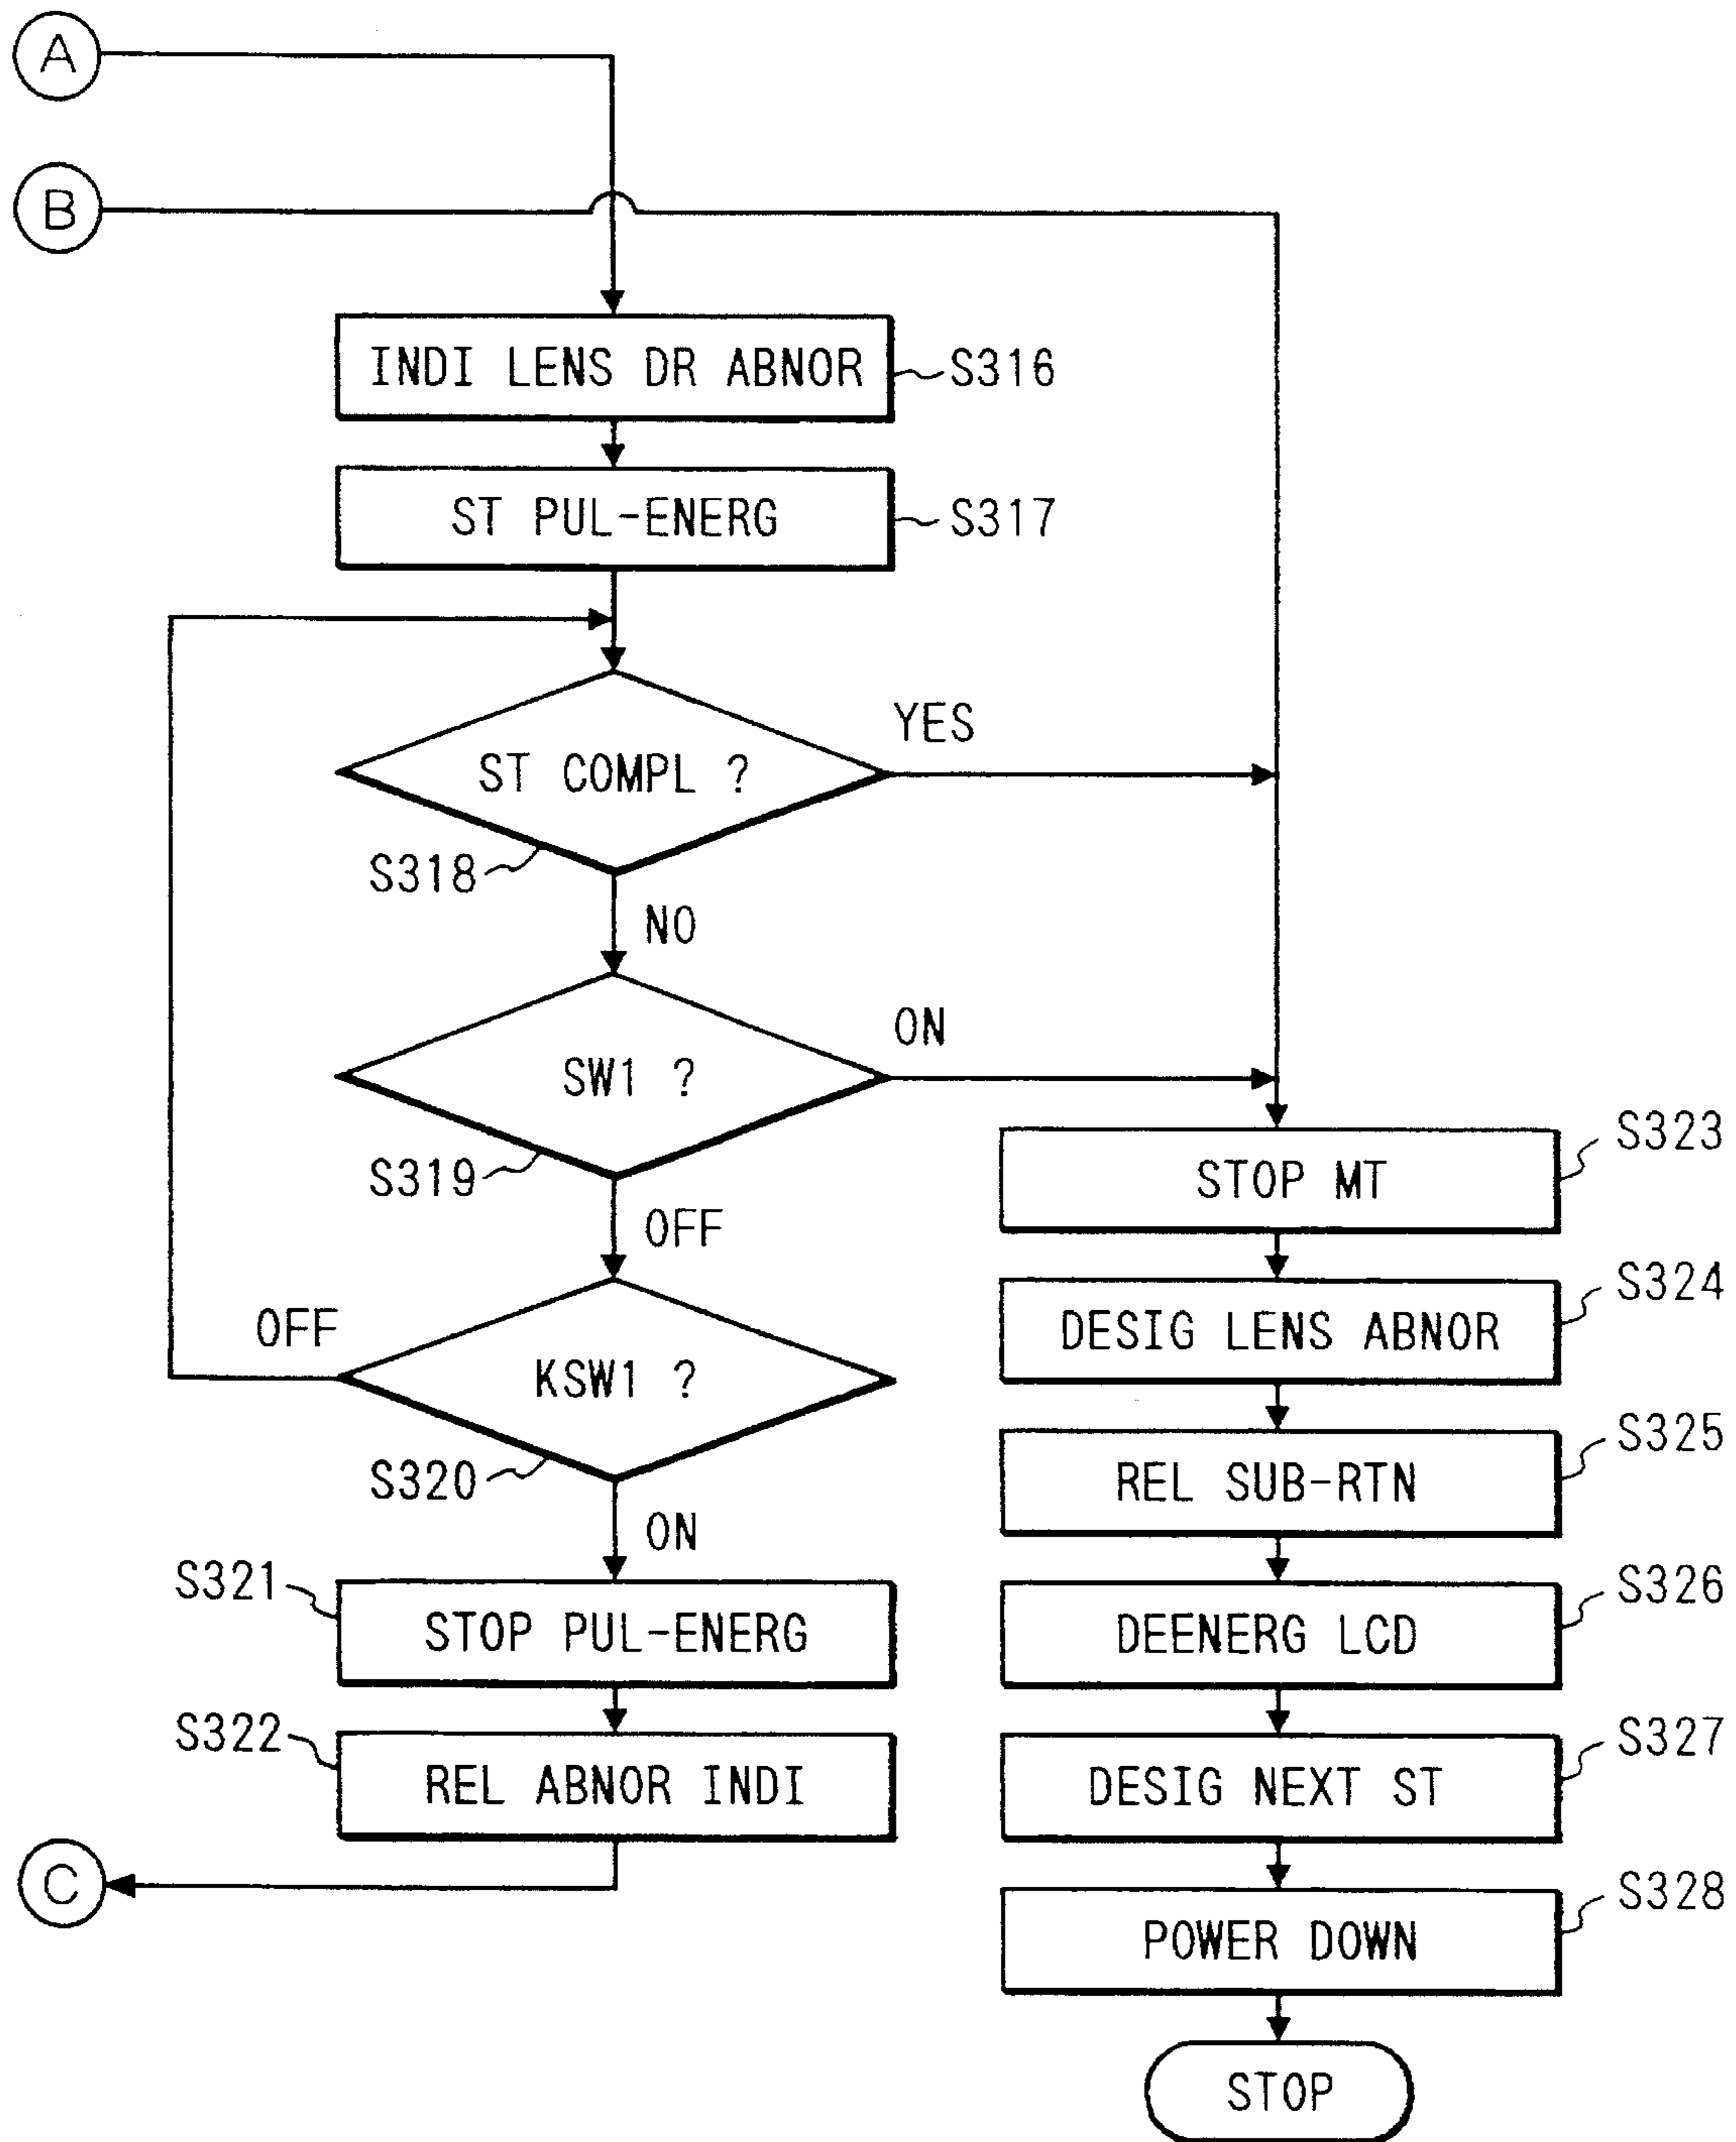 A
B
INDI LENS DR ABNOR
S316
ST PUL-ENERG
S317
ST COMPL ?
YES
S318
NO
SW1 ?
ON
S319
OFF
KSW1 ?
OFF
S320
ON
S321
STOP PUL-ENERG
S322
REL ABNOR INDI
C
STOP MT
S323
DESIG LENS ABNOR
S324
REL SUB-RTN
S325
DEENERG LCD
S326
DESIG NEXT ST
S327
POWER DOWN
S328
STOP